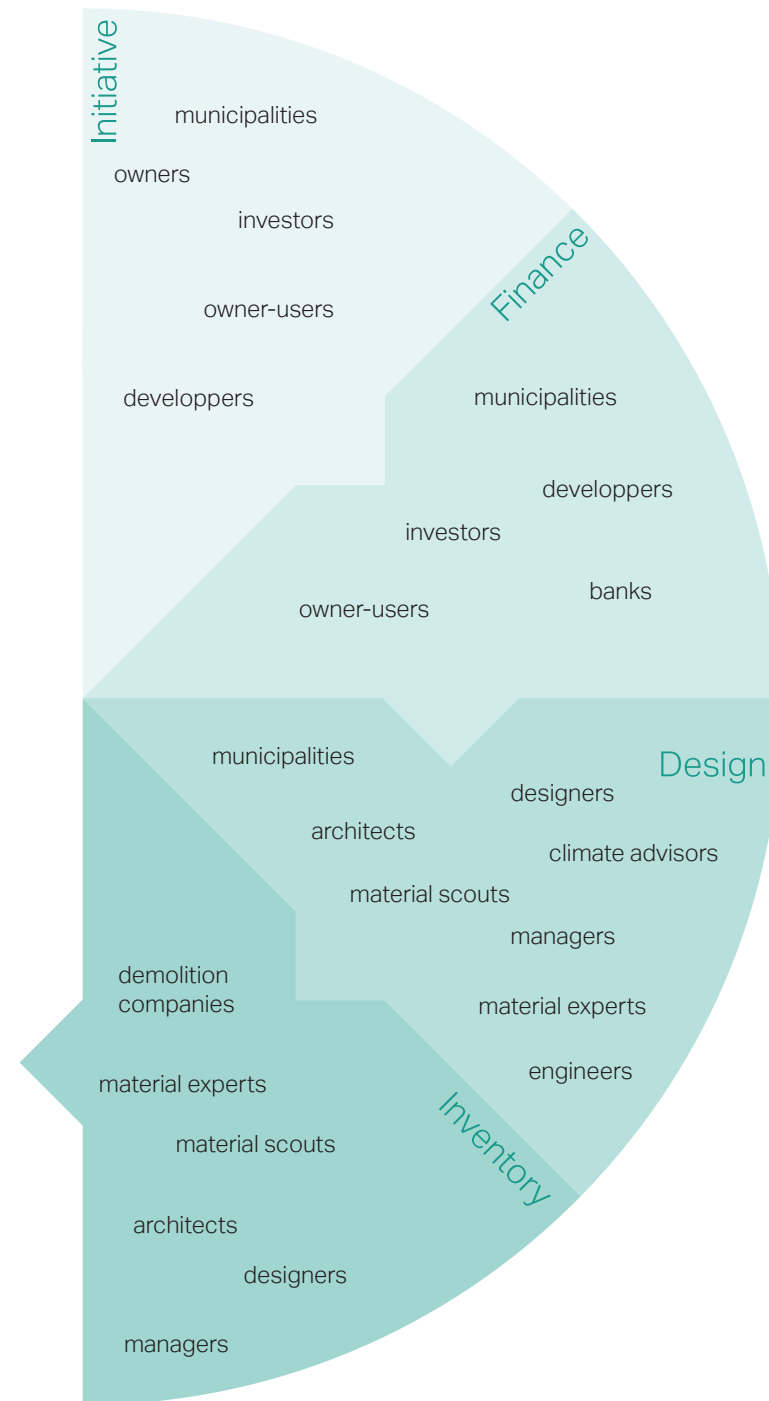 Initiative
municipalities
owners
investors
owner-users
developpers
Finance
municipalities
developpers
investors
banks
owner-users
Design
municipalities
designers
architects
climate advisors
material scouts
managers
material experts
engineers
Inventory
demolition
companies
material experts
material scouts
architects
designers
managers